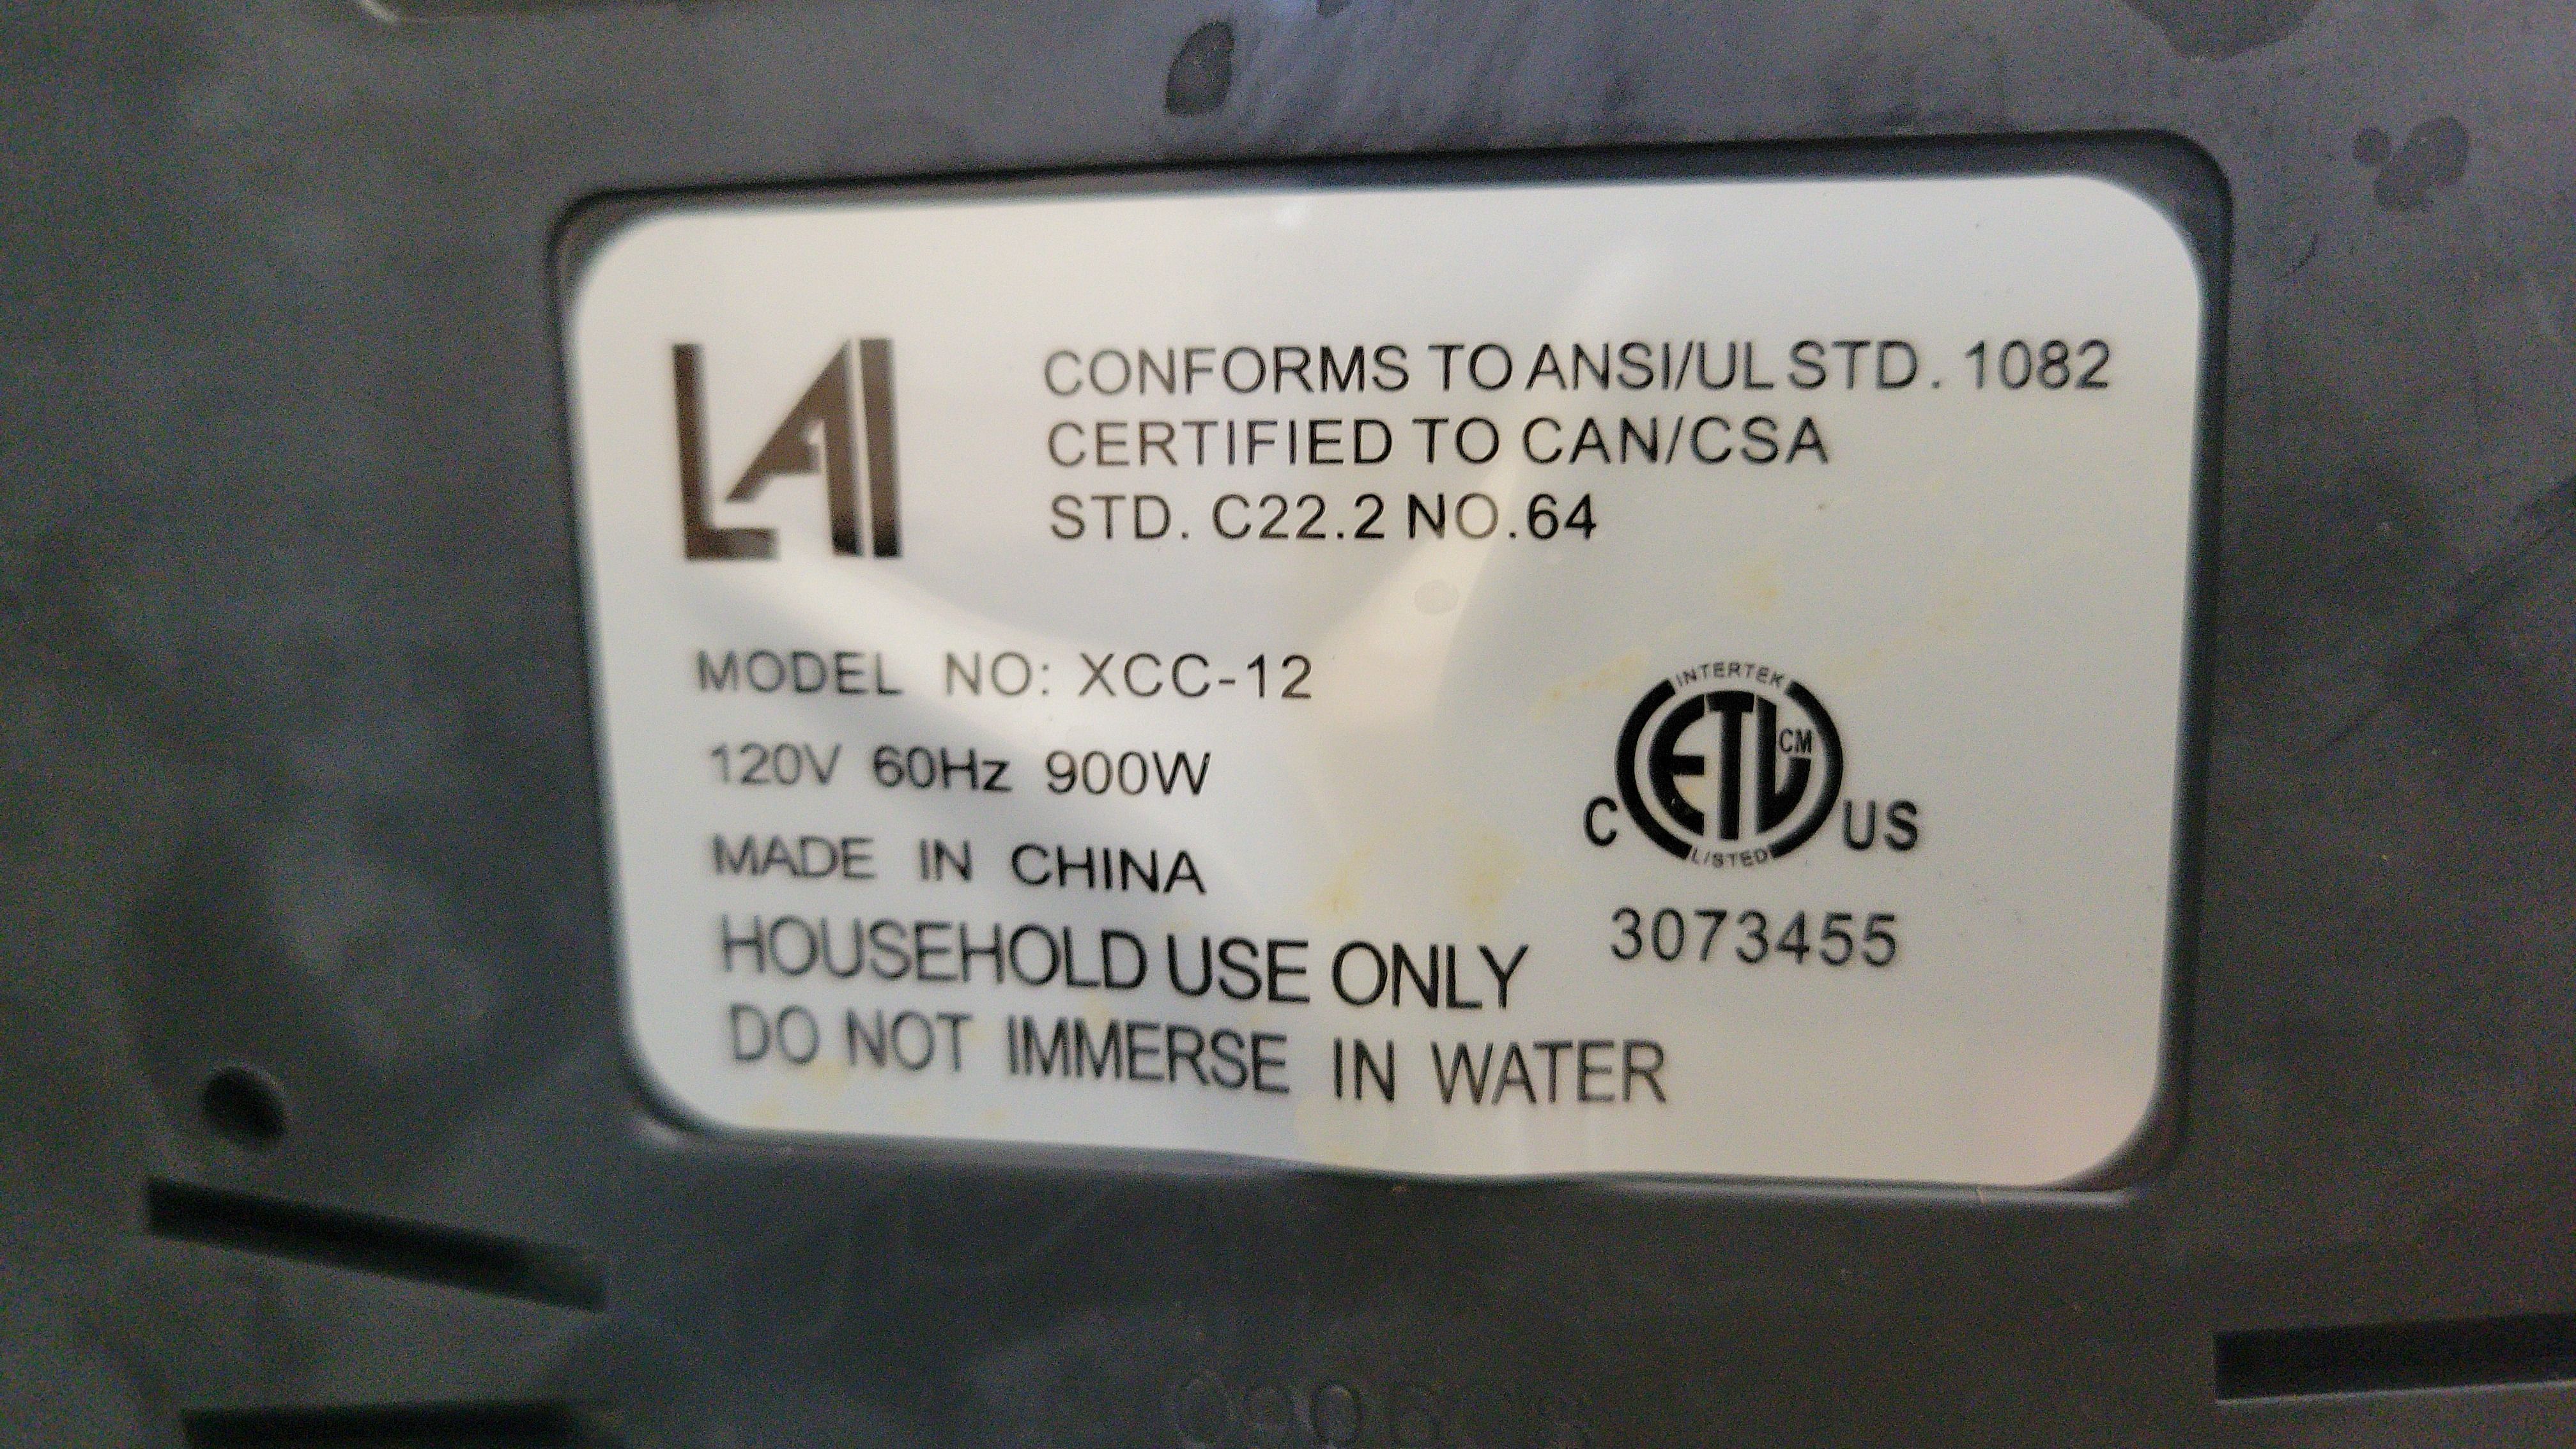 LAI
CONFORMS TO ANSI/UL STD. 1082
CERTIFIED TO CAN/CSA
STD. C22.2 NO.64
MODEL NO: XCC-12
120V 60Hz 900W
MADE IN CHINA
HOUSEHOLD USE ONLY
DO NOT IMMERSE IN WATER
INTERTEK
ETL CM
C US
LISTED
3073455